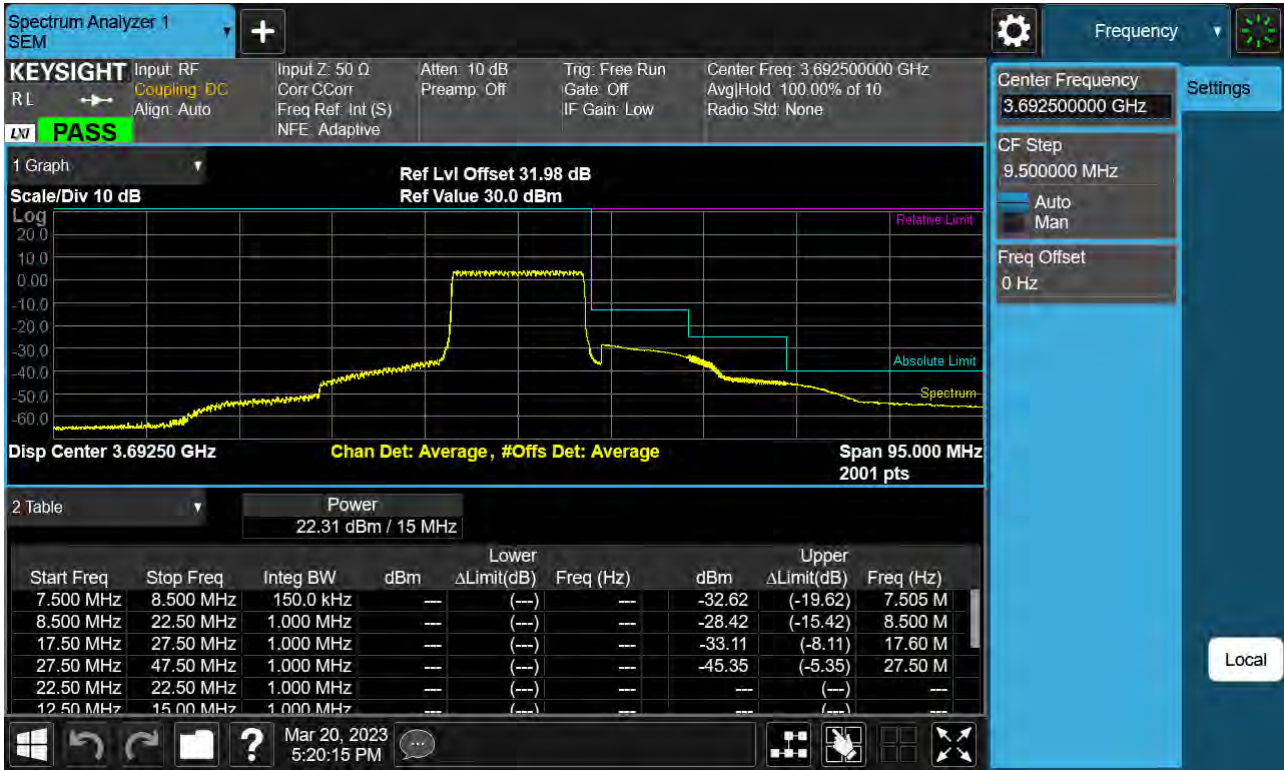 Spectrum Analyzer 1
SEM
Frequency
KEYSIGHT
RL
LXI PASS
Input: RF
Coupling: DC
Align: Auto
Input Z: 50 Ω
Corr CCorr
Freq Ref: Int (S)
NFE: Adaptive
Atten: 10 dB
Preamp: Off
Trig: Free Run
Gate: Off
IF Gain: Low
Center Freq: 3.692500000 GHz
Avg|Hold: 100.00% of 10
Radio Std: None
Center Frequency
3.692500000 GHz
Settings
CF Step
9.500000 MHz
Auto
Man
Freq Offset
0 Hz
1 Graph
Ref Lvl Offset 31.98 dB
Scale/Div 10 dB
Ref Value 30.0 dBm
Log
20.0
10.0
0.00
-10.0
-20.0
-30.0
-40.0
-50.0
-60.0
Relative Limit
Absolute Limit
Spectrum
Disp Center 3.69250 GHz
Chan Det: Average, #Offs Det: Average
Span 95.000 MHz
2001 pts
2 Table
Power
22.31 dBm / 15 MHz
Lower Upper
Start Freq Stop Freq Integ BW dBm ΔLimit(dB) Freq (Hz) dBm ΔLimit(dB) Freq (Hz)
7.500 MHz 8.500 MHz 150.0 kHz --- (---) --- -32.62 (-19.62) 7.505 M
8.500 MHz 22.50 MHz 1.000 MHz --- (---) --- -28.42 (-15.42) 8.500 M
17.50 MHz 27.50 MHz 1.000 MHz --- (---) --- -33.11 (-8.11) 17.60 M
27.50 MHz 47.50 MHz 1.000 MHz --- (---) --- -45.35 (-5.35) 27.50 M
22.50 MHz 22.50 MHz 1.000 MHz --- (---) --- --- (---) ---
12.50 MHz 15.00 MHz 1.000 MHz --- (---) --- --- (---) ---
Local
?
Mar 20, 2023
5:20:15 PM